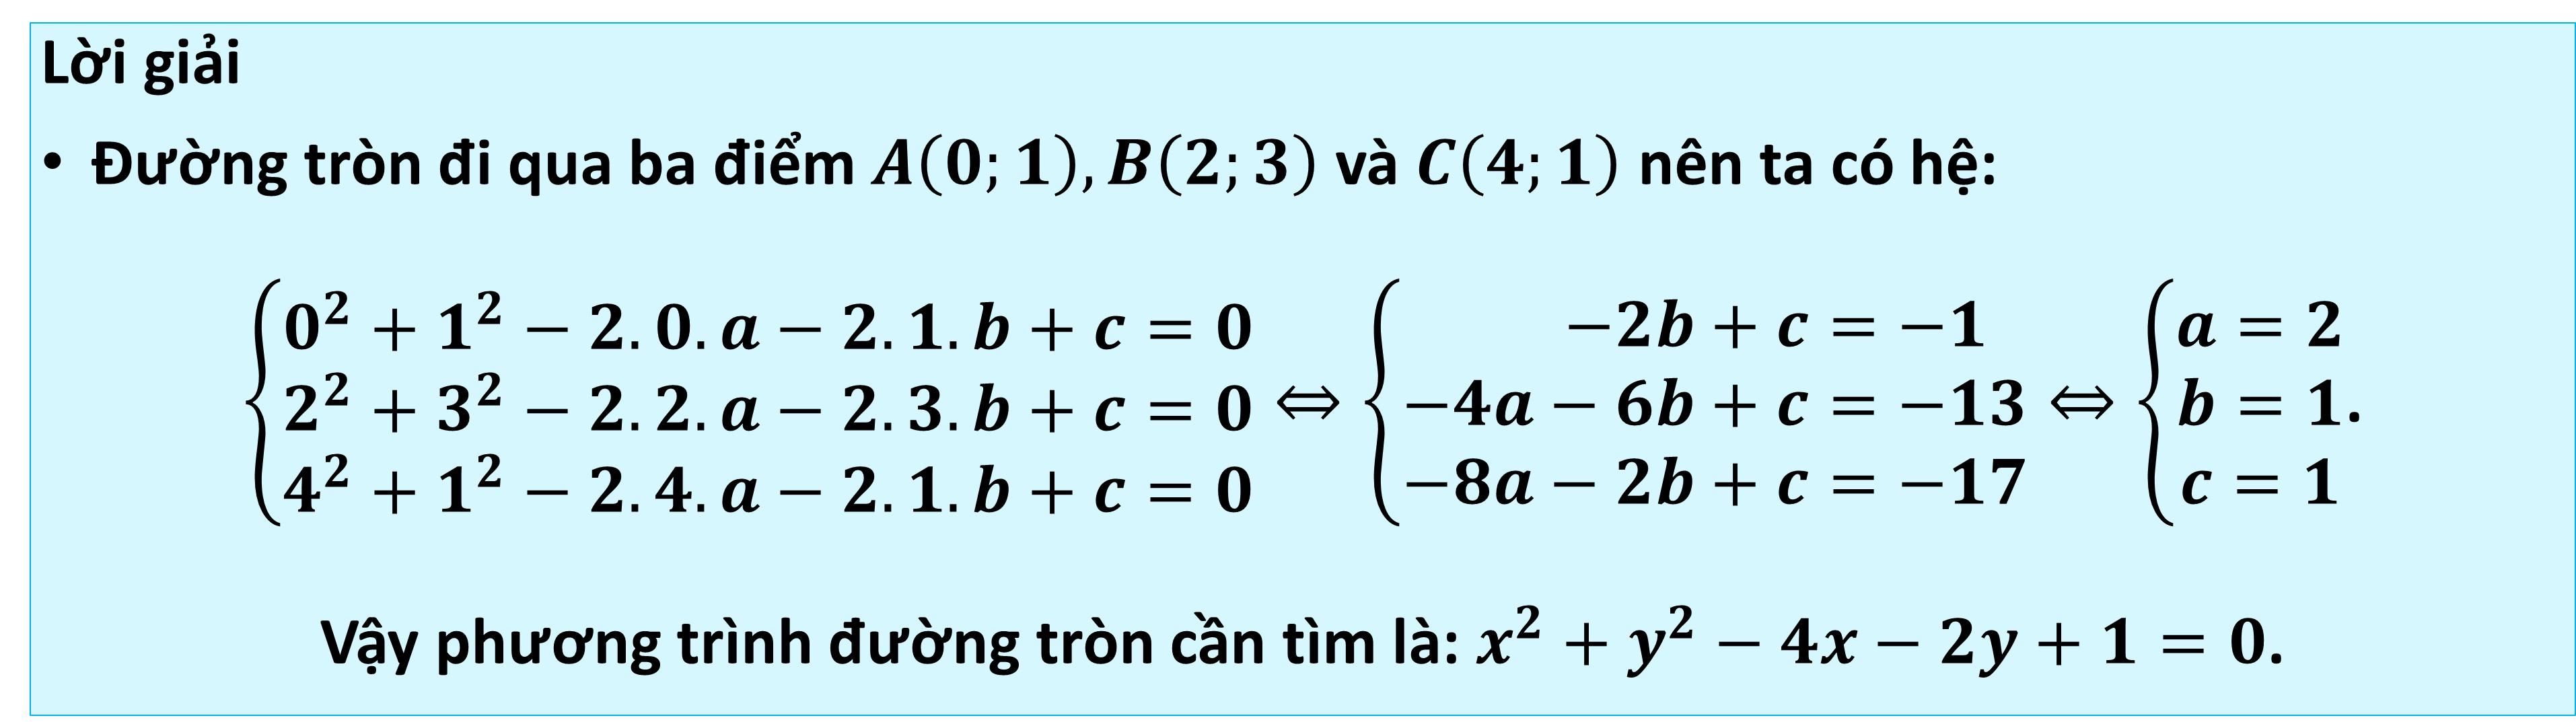 Lời giải
• Đường tròn đi qua ba điểm A(0; 1), B(2; 3) và C(4; 1) nên ta có hệ:
{0² + 1² − 2. 0. a − 2. 1. b + c = 0
2² + 3² − 2. 2. a − 2. 3. b + c = 0
4² + 1² − 2. 4. a − 2. 1. b + c = 0
⇔ {−2b + c = −1
−4a − 6b + c = −13
−8a − 2b + c = −17
⇔ {a = 2
b = 1.
c = 1
Vậy phương trình đường tròn cần tìm là: x² + y² − 4x − 2y + 1 = 0.